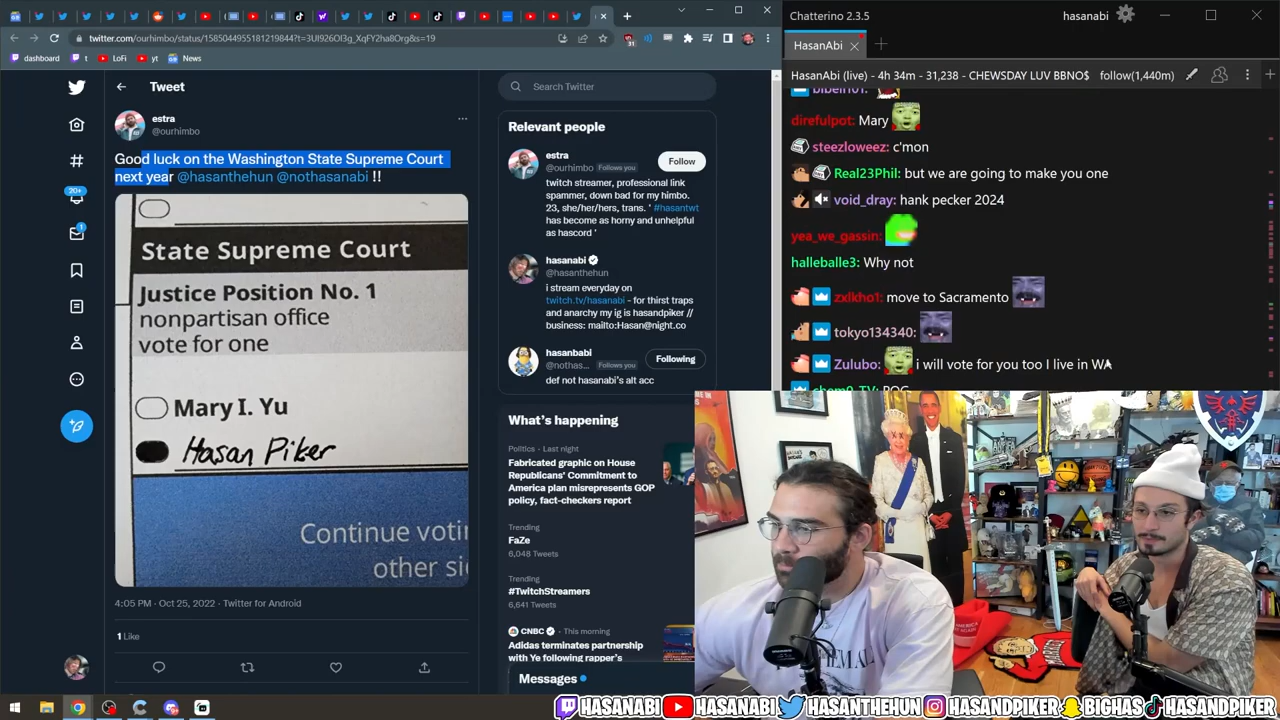 twitter.com/ourhimbo/status/1585044955181219844?t=3UI926OI3g_XqFY2ha8Org&s=19
dashboard
t
LoFi
yt
News
Tweet
estra
@ourhimbo
Good luck on the Washington State Supreme Court
next year @hasanthehun @nothasanabi !!
State Supreme Court
Justice Position No. 1
nonpartisan office
vote for one
Mary I. Yu
Hasan Piker
Continue voti
other si
4:05 PM · Oct 25, 2022 · Twitter for Android
1 Like
20+
1
31
Search Twitter
Relevant people
estra
@ourhimbo Follows you
Follow
twitch streamer, professional link
spammer, down bad for my himbo.
23, she/her/hers, trans. ' #hasantwt
has become as horny and unhelpful
as hascord '
hasanabi
@hasanthehun
i stream everyday on
twitch.tv/hasanabi - for thirst traps
and anarchy my ig is hasandpiker //
business: mailto:Hasan@night.co
hasanbabi
@nothas... Follows you
Following
def not hasanabi's alt acc
What's happening
Politics · Last night
Fabricated graphic on House
Republicans' Commitment to
America plan misrepresents GOP
policy, fact-checkers report
Trending
FaZe
6,048 Tweets
Trending
#TwitchStreamers
6,641 Tweets
CNBC · This morning
Adidas terminates partnership
with Ye following rapper's
Messages
Chatterino 2.3.5
hasanabi
HasanAbi
HasanAbi (live) - 4h 34m - 31,238 - CHEWSDAY LUV BBNO$
follow(1,440m)
direfulpot: Mary
steezloweez: c'mon
Real23Phil: but we are going to make you one
void_dray: hank pecker 2024
yea_we_gassin:
halleballe3: Why not
zxlkho1: move to Sacramento
tokyo134340:
Zulubo: i will vote for you too I live in WA
HASANABI
HASANABI
HASANTHEHUN
HASANDPIKER
BIGHAS
HASANDPIKER